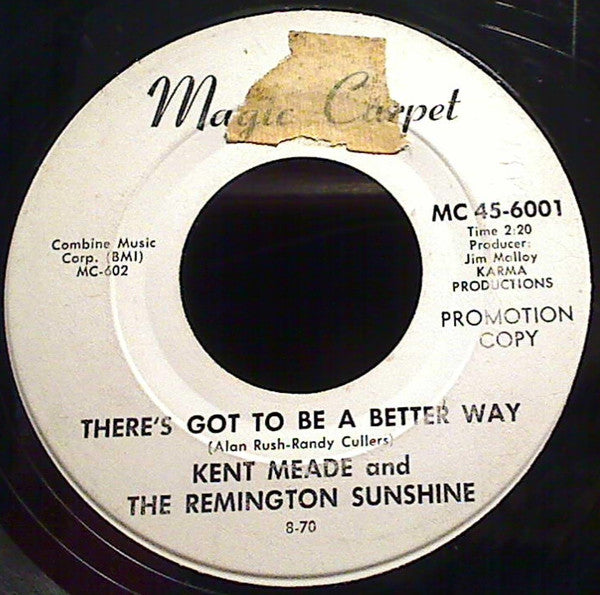 Magic Carpet
MC 45-6001
Time 2:20
Producer:
Jim Malloy
KARMA
PRODUCTIONS
PROMOTION
COPY
Combine Music
Corp. (BMI)
MC-602
THERE'S GOT TO BE A BETTER WAY
(Alan Rush-Randy Cullers)
KENT MEADE and
THE REMINGTON SUNSHINE
8-70